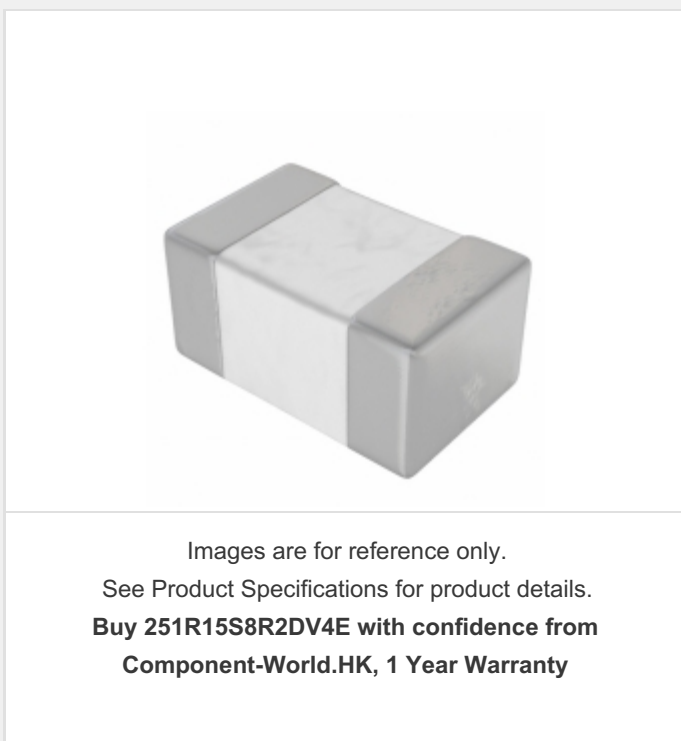 Images are for reference only.
See Product Specifications for product details.
Buy 251R15S8R2DV4E with confidence from
Component-World.HK, 1 Year Warranty